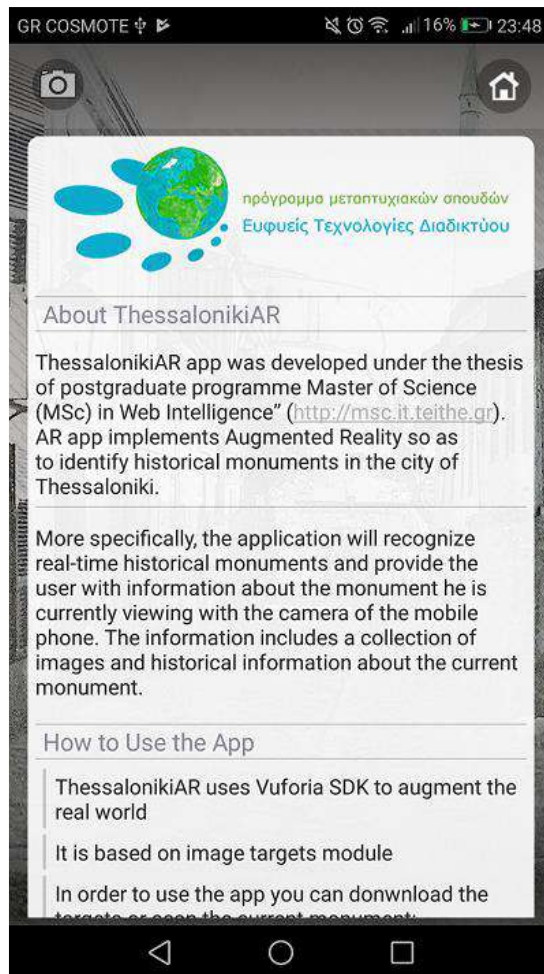 GR COSMOTE 16% 23:48
πρόγραμμα μεταπτυχιακών σπουδών
Ευφυείς Τεχνολογίες Διαδικτύου
About ThessalonikiAR
ThessalonikiAR app was developed under the thesis
of postgraduate programme Master of Science
(MSc) in Web Intelligence” (http://msc.it.teithe.gr).
AR app implements Augmented Reality so as
to identify historical monuments in the city of
Thessaloniki.
More specifically, the application will recognize
real-time historical monuments and provide the
user with information about the monument he is
currently viewing with the camera of the mobile
phone. The information includes a collection of
images and historical information about the current
monument.
How to Use the App
ThessalonikiAR uses Vuforia SDK to augment the
real world
It is based on image targets module
In order to use the app you can donwnload the
targets or scan the current monument: